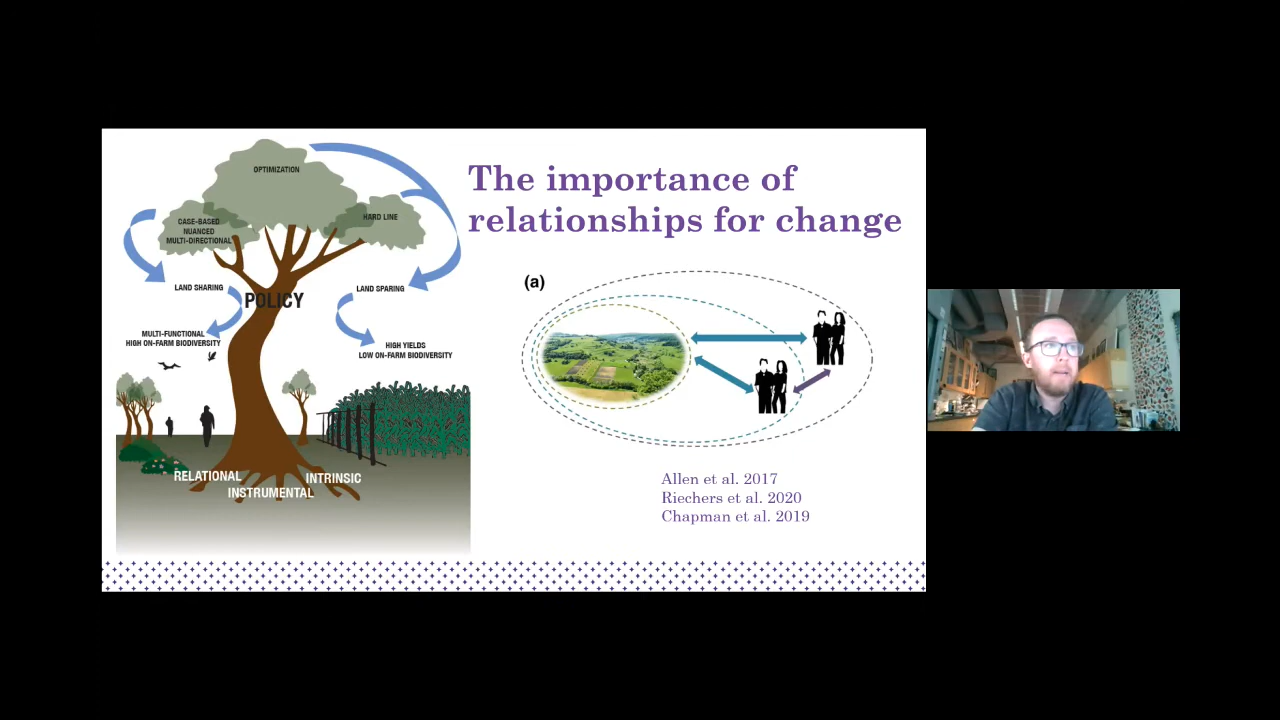 The importance of
relationships for change
OPTIMIZATION
CASE-BASED
NUANCED
MULTI-DIRECTIONAL
HARD LINE
LAND SHARING
LAND SPARING
POLICY
MULTI-FUNCTIONAL
HIGH ON-FARM BIODIVERSITY
HIGH YIELDS
LOW ON-FARM BIODIVERSITY
RELATIONAL
INSTRUMENTAL
INTRINSIC
(a)
Allen et al. 2017
Riechers et al. 2020
Chapman et al. 2019